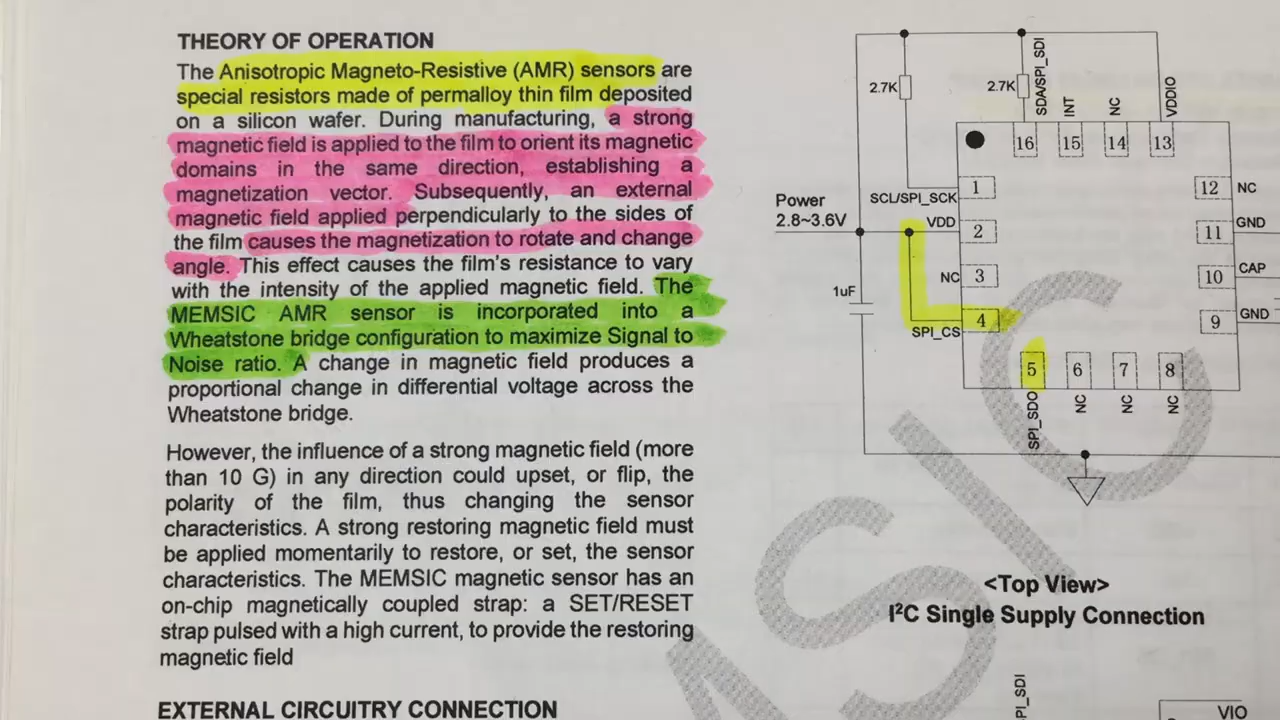 THEORY OF OPERATION
The Anisotropic Magneto-Resistive (AMR) sensors are
special resistors made of permalloy thin film deposited
on a silicon wafer. During manufacturing, a strong
magnetic field is applied to the film to orient its magnetic
domains in the same direction, establishing a
magnetization vector. Subsequently, an external
magnetic field applied perpendicularly to the sides of
the film causes the magnetization to rotate and change
angle. This effect causes the film's resistance to vary
with the intensity of the applied magnetic field. The
MEMSIC AMR sensor is incorporated into a
Wheatstone bridge configuration to maximize Signal to
Noise ratio. A change in magnetic field produces a
proportional change in differential voltage across the
Wheatstone bridge.
However, the influence of a strong magnetic field (more
than 10 G) in any direction could upset, or flip, the
polarity of the film, thus changing the sensor
characteristics. A strong restoring magnetic field must
be applied momentarily to restore, or set, the sensor
characteristics. The MEMSIC magnetic sensor has an
on-chip magnetically coupled strap: a SET/RESET
strap pulsed with a high current, to provide the restoring
magnetic field
EXTERNAL CIRCUITRY CONNECTION
2.7K
2.7K
SDA/SPI_SDI
INT
NC
VDDIO
16
15
14
13
1
SCL/SPI_SCK
Power
2.8~3.6V
VDD
2
NC
3
1uF
4
SPI_CS
12
NC
11
GND
10
CAP
9
GND
5
6
7
8
SPI_SDO
NC
NC
NC
<Top View>
I²C Single Supply Connection
MSIC
PI_SDI
VIO